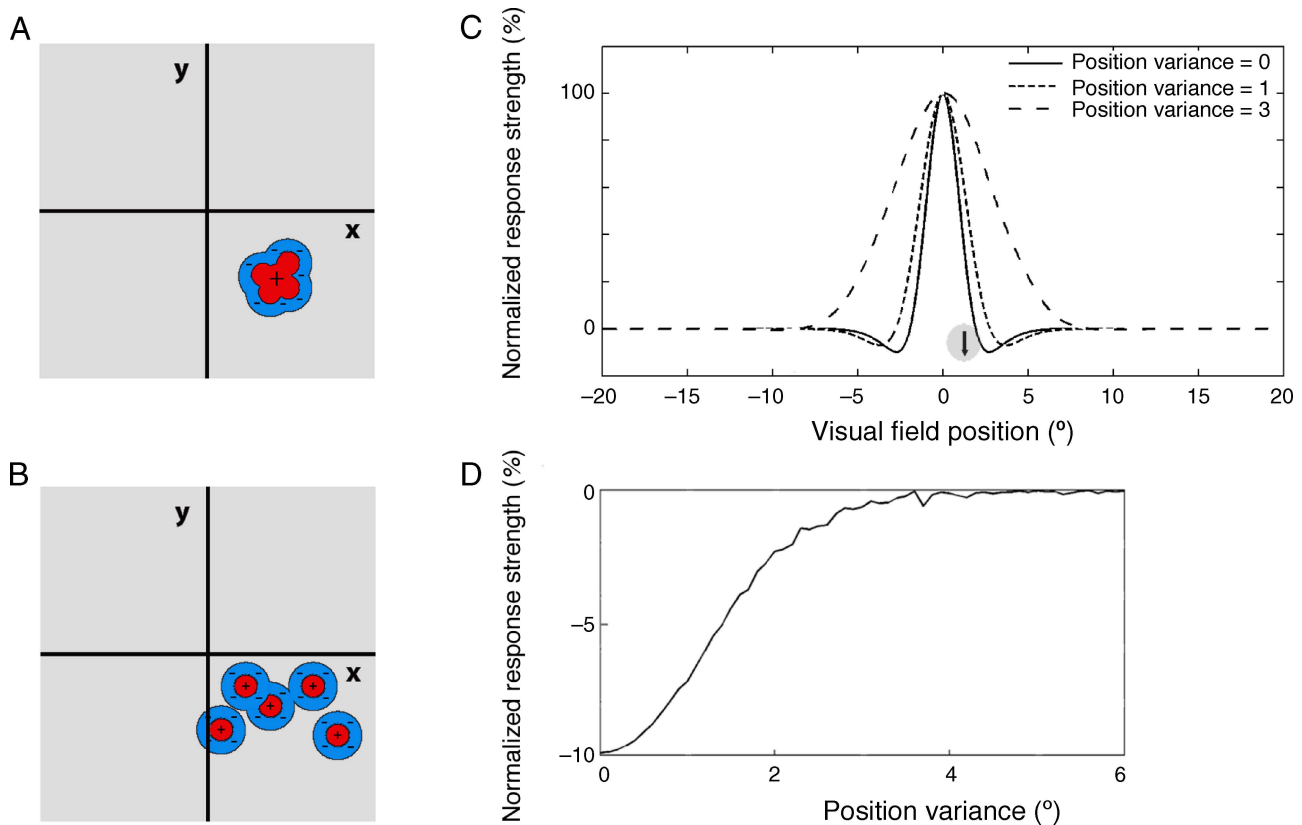 A
y
x
+
B
y
x
+
+
+
+
+
C
Normalized response strength (%)
100
0
Position variance = 0
Position variance = 1
Position variance = 3
−20
−15
−10
−5
0
5
10
15
20
Visual field position (º)
D
Normalized response strength (%)
0
−5
−10
0
2
4
6
Position variance (º)